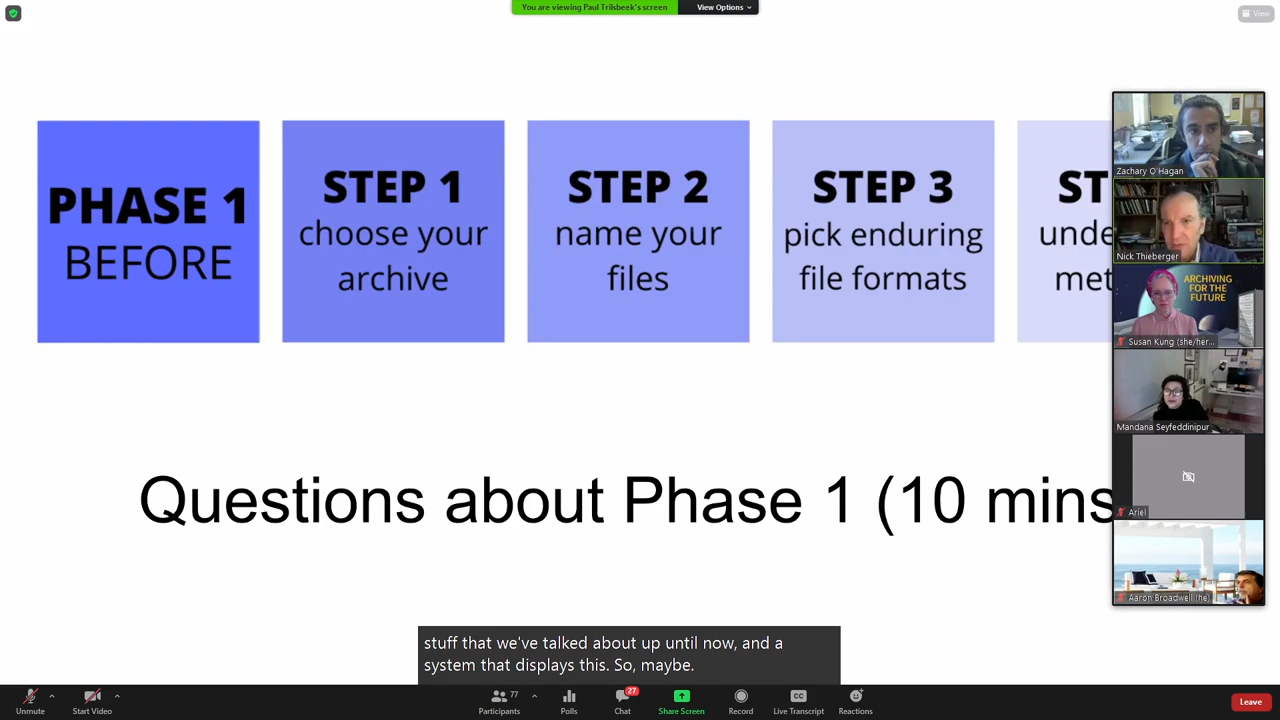 You are viewing Paul Trilsbeek's screen
View Options
View
PHASE 1
BEFORE
STEP 1
choose your
archive
STEP 2
name your
files
STEP 3
pick enduring
file formats
ST
unde
met
Questions about Phase 1 (10 mins
Zachary O'Hagan
Nick Thieberger
ARCHIVING
FOR THE
FUTURE
Susan Kung (she/her...
Mandana Seyfeddinipur
Ariel
Aaron Broadwell (he)
stuff that we've talked about up until now, and a
system that displays this. So, maybe.
Unmute
Start Video
77
Participants
Polls
27
Chat
Share Screen
Record
CC
Live Transcript
Reactions
Leave